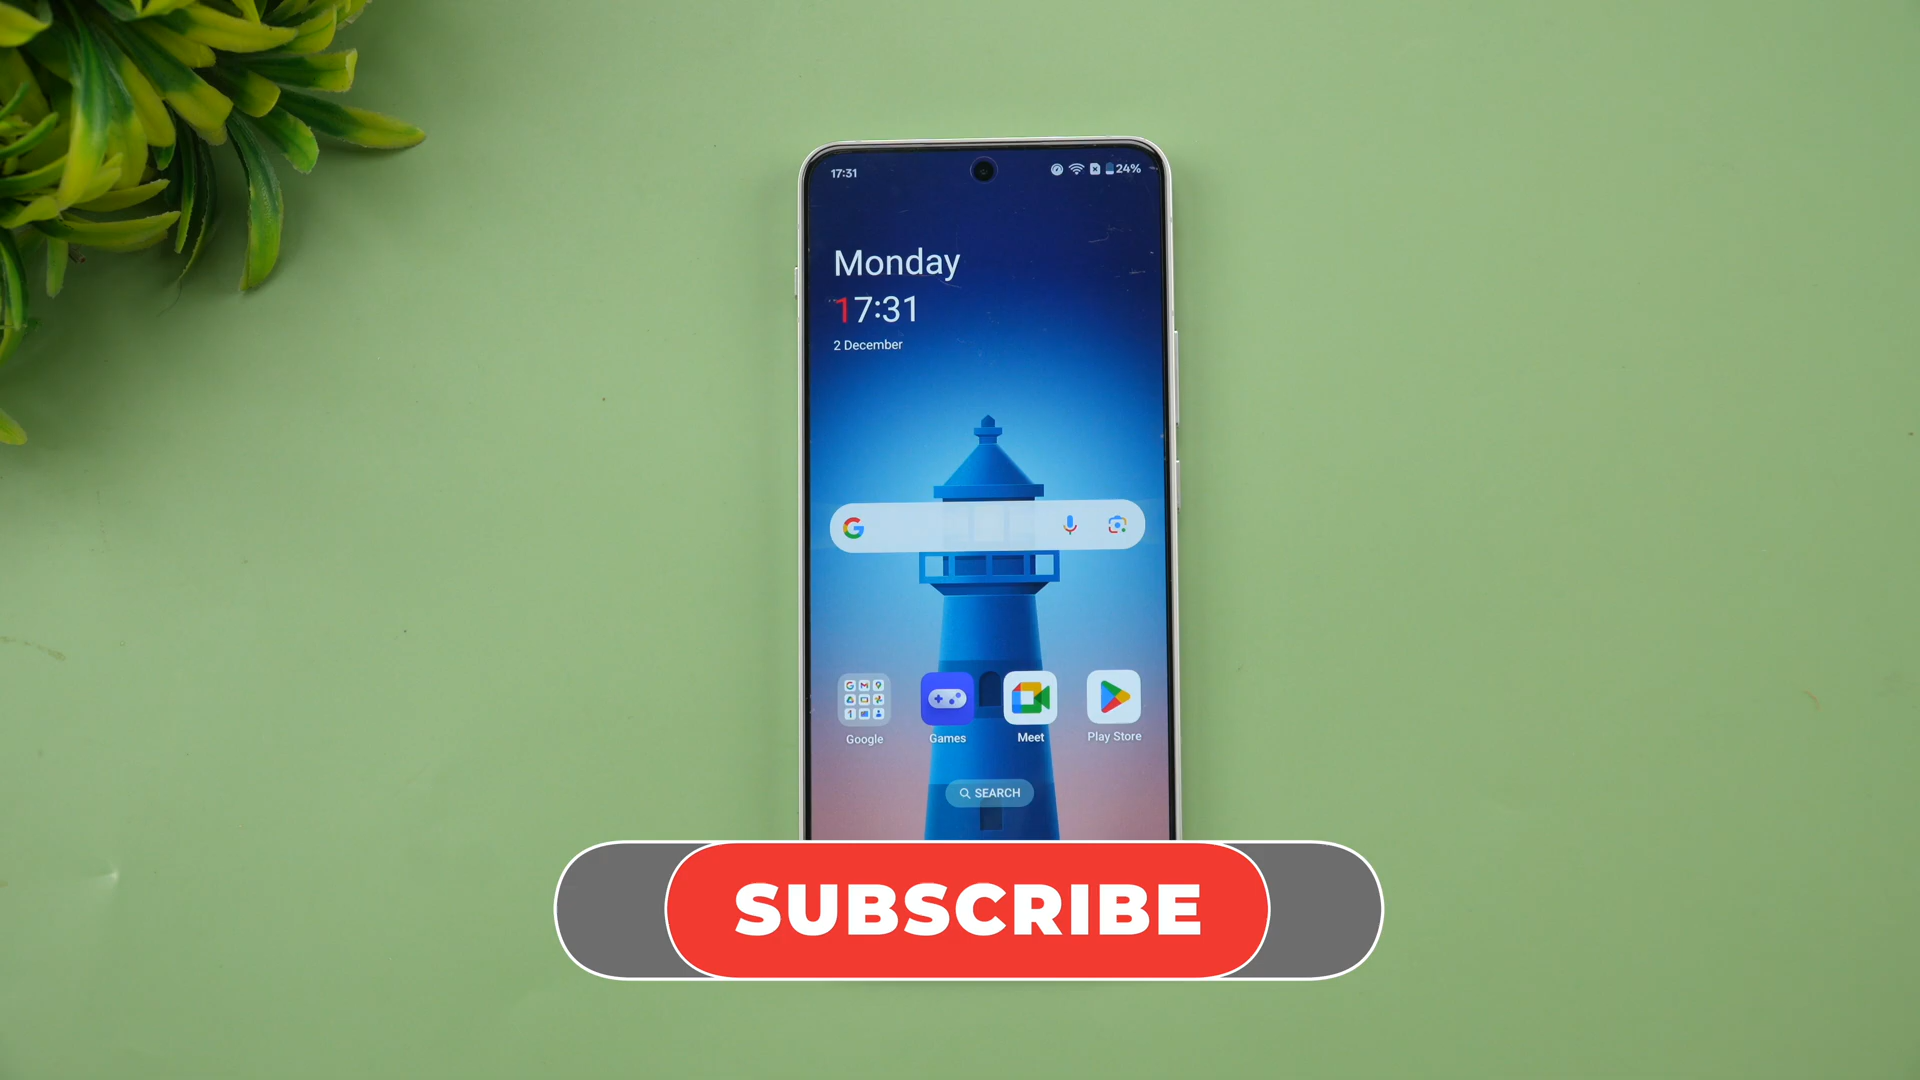 17:31
24%
Monday
17:31
2 December
Google
Games
Meet
Play Store
SEARCH
SUBSCRIBE